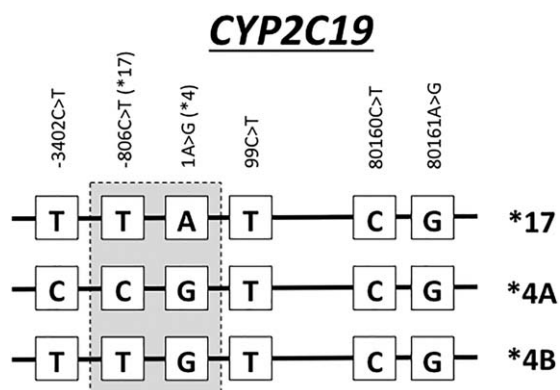 CYP2C19
-3402C>T
-806C>T (*17)
1A>G (*4)
99C>T
80160C>T
80161A>G
T T A T C G *17
C C G T C G *4A
T T G T C G *4B